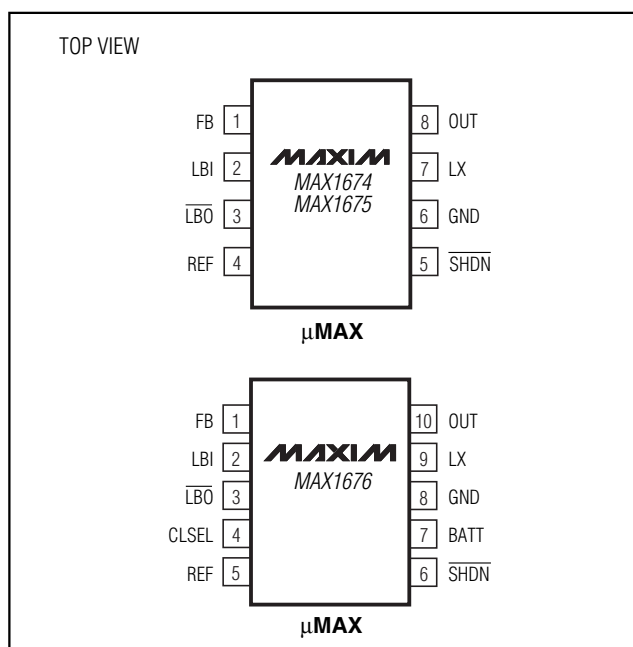 TOP VIEW
FB 1 8 OUT
MAXIM
LBI 2 7 LX
MAX1674
MAX1675
LBO 3 6 GND
REF 4 5 SHDN
µMAX
FB 1 10 OUT
LBI 2 MAXIM 9 LX
LBO 3 MAX1676 8 GND
CLSEL 4 7 BATT
REF 5 6 SHDN
µMAX